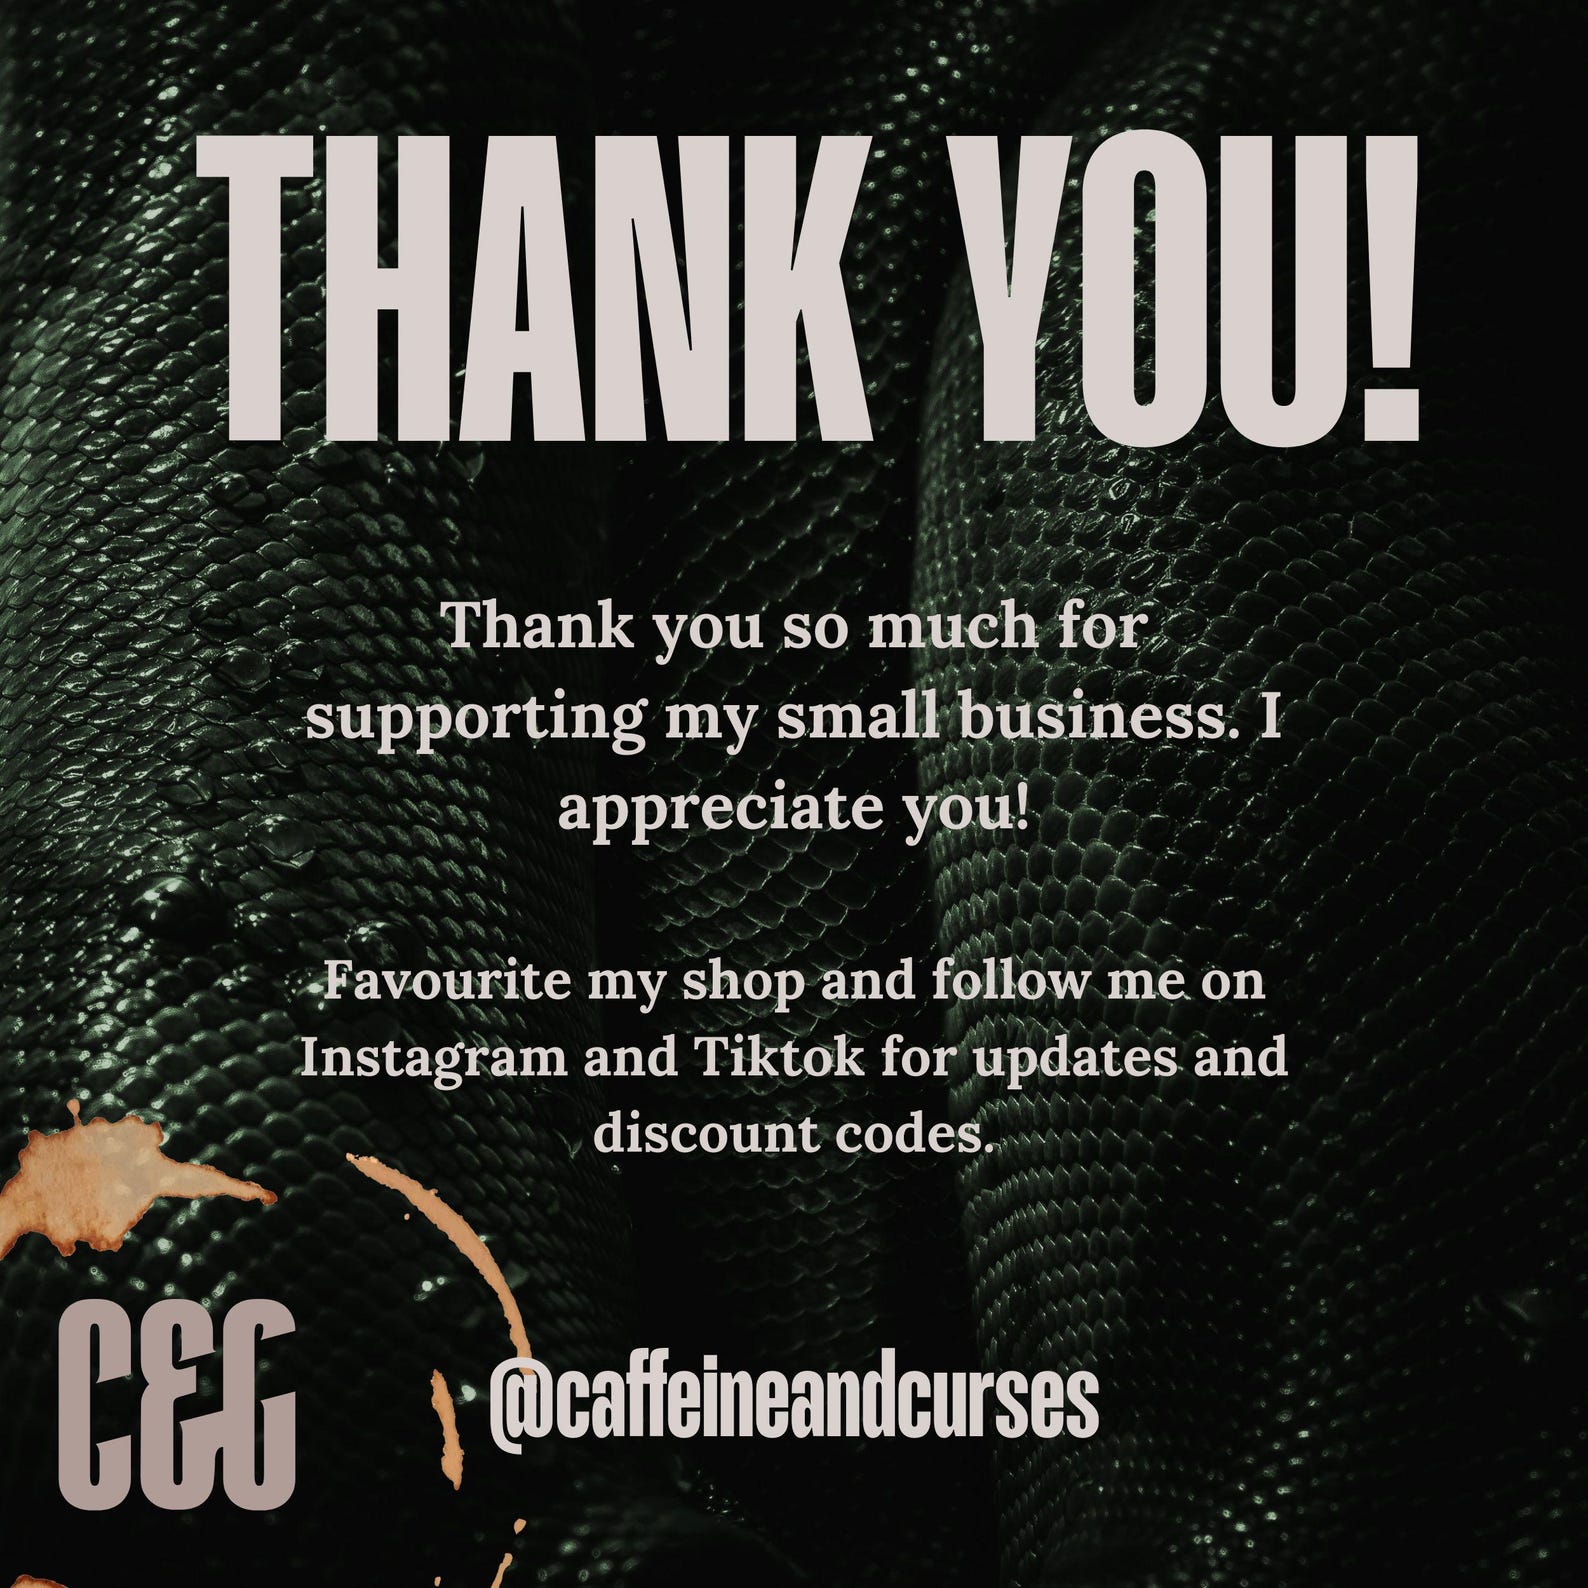 THANK YOU!
Thank you so much for
supporting my small business. I
appreciate you!
Favourite my shop and follow me on
Instagram and Tiktok for updates and
discount codes.
C&C
@caffeineandcurses